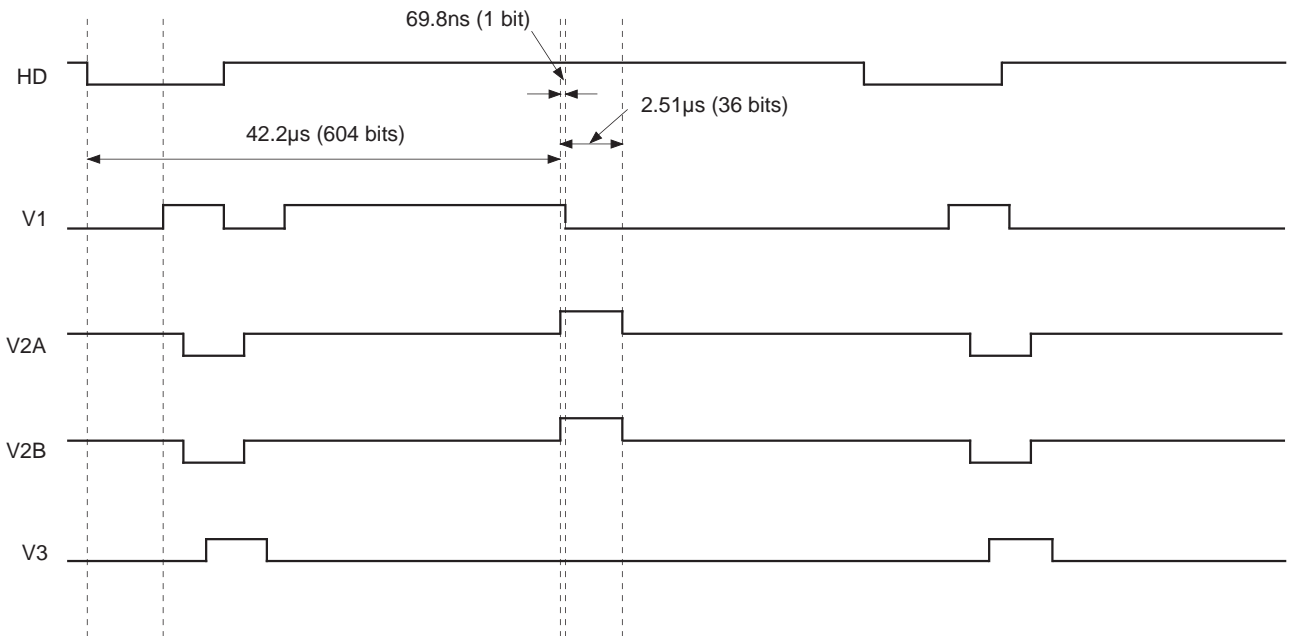 69.8ns (1 bit)
HD
2.51µs (36 bits)
42.2µs (604 bits)
V1
V2A
V2B
V3